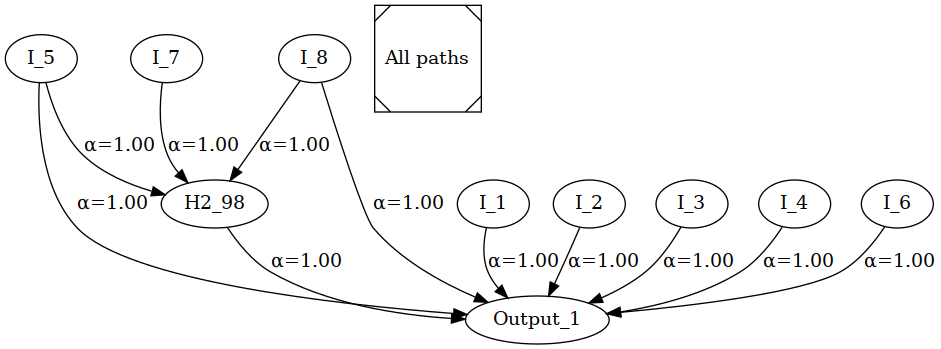 I_5 I_7 I_8 All paths
α=1.00 α=1.00 α=1.00
α=1.00 H2_98 α=1.00 I_1 I_2 I_3 I_4 I_6
α=1.00 α=1.00 α=1.00 α=1.00 α=1.00 α=1.00
Output_1